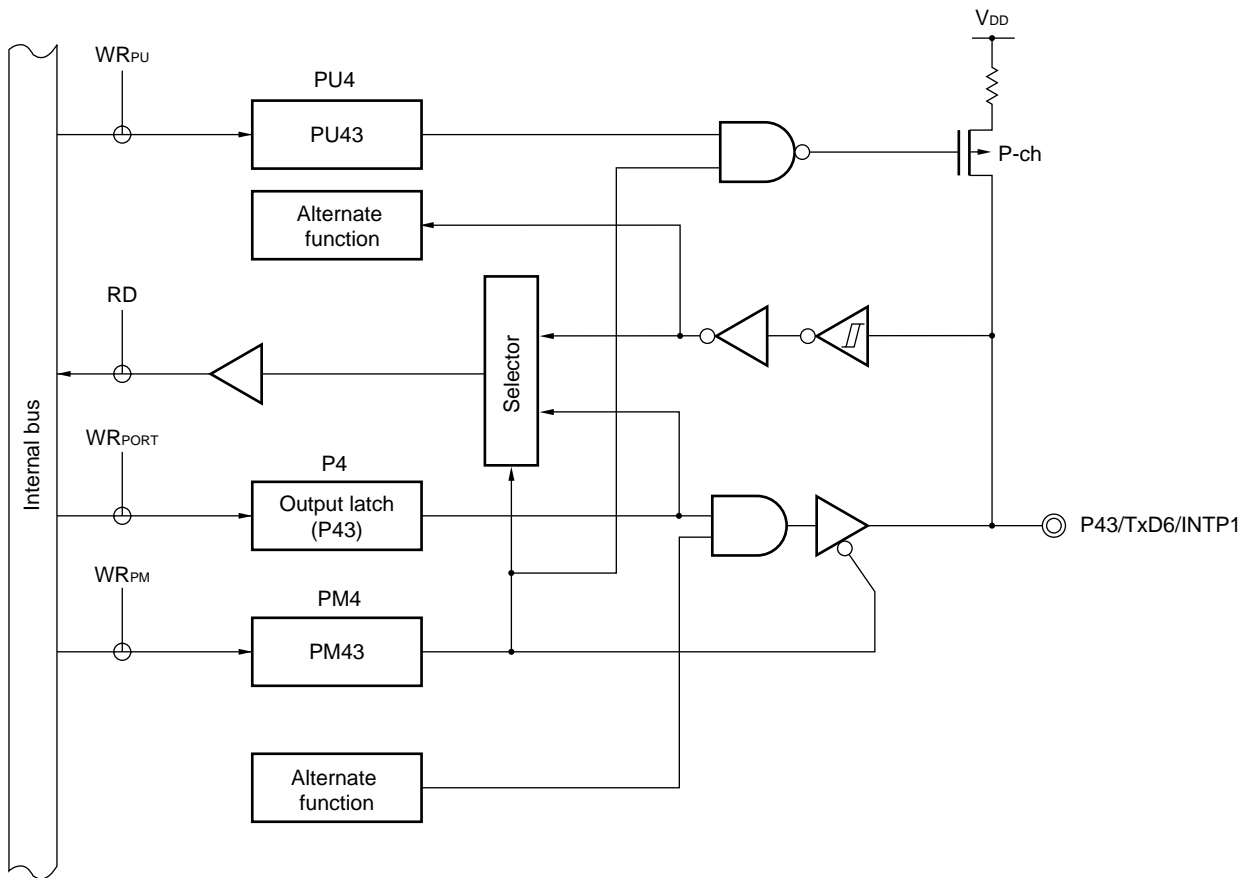 VDD
WRPU
PU4
PU43
P-ch
Alternate
function
RD
Selector
Internal bus
WRPORT
P4
Output latch
(P43)
P43/TxD6/INTP1
WRPM
PM4
PM43
Alternate
function